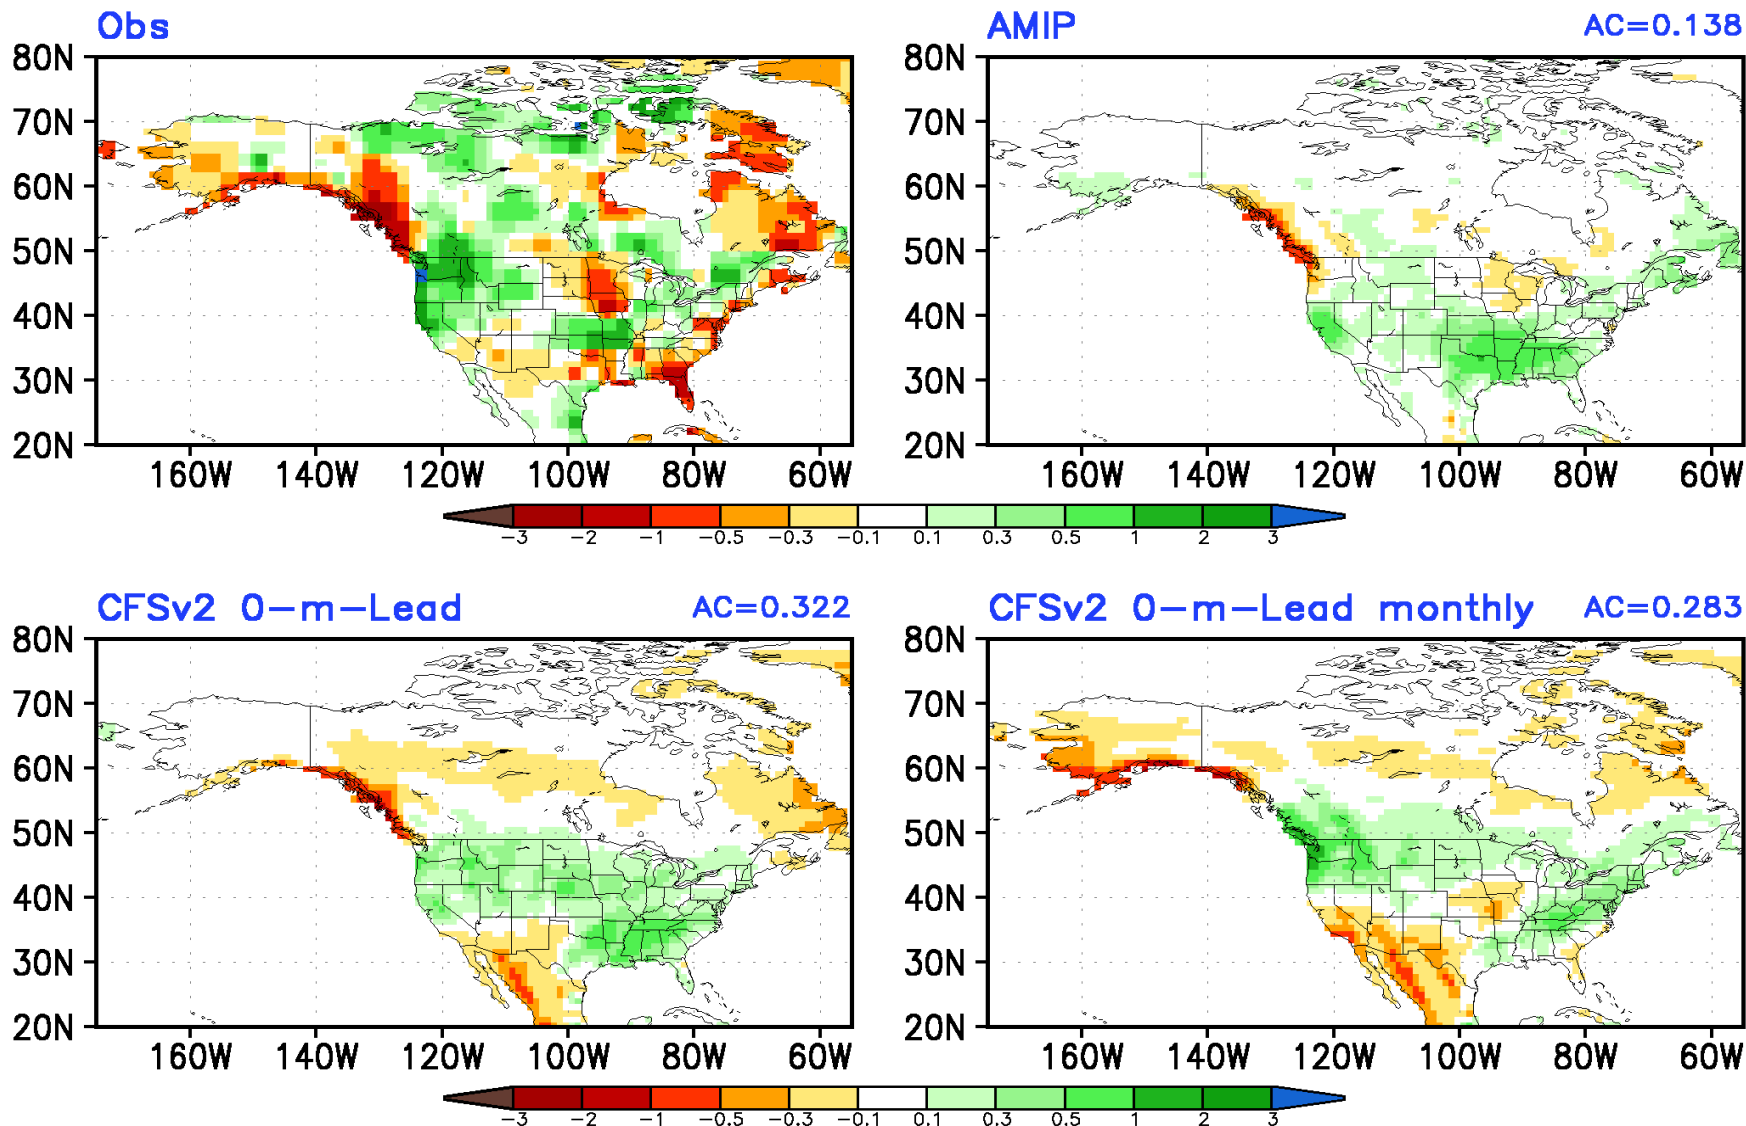 Obs
AMIP AC=0.138
80N 80N
70N 70N
60N 60N
50N 50N
40N 40N
30N 30N
20N 20N
160W 140W 120W 100W 80W 60W 160W 140W 120W 100W 80W 60W
-3 -2 -1 -0.5 -0.3 -0.1 0.1 0.3 0.5 1 2 3
CFSv2 0-m-Lead AC=0.322
CFSv2 0-m-Lead monthly AC=0.283
80N 80N
70N 70N
60N 60N
50N 50N
40N 40N
30N 30N
20N 20N
160W 140W 120W 100W 80W 60W 160W 140W 120W 100W 80W 60W
-3 -2 -1 -0.5 -0.3 -0.1 0.1 0.3 0.5 1 2 3